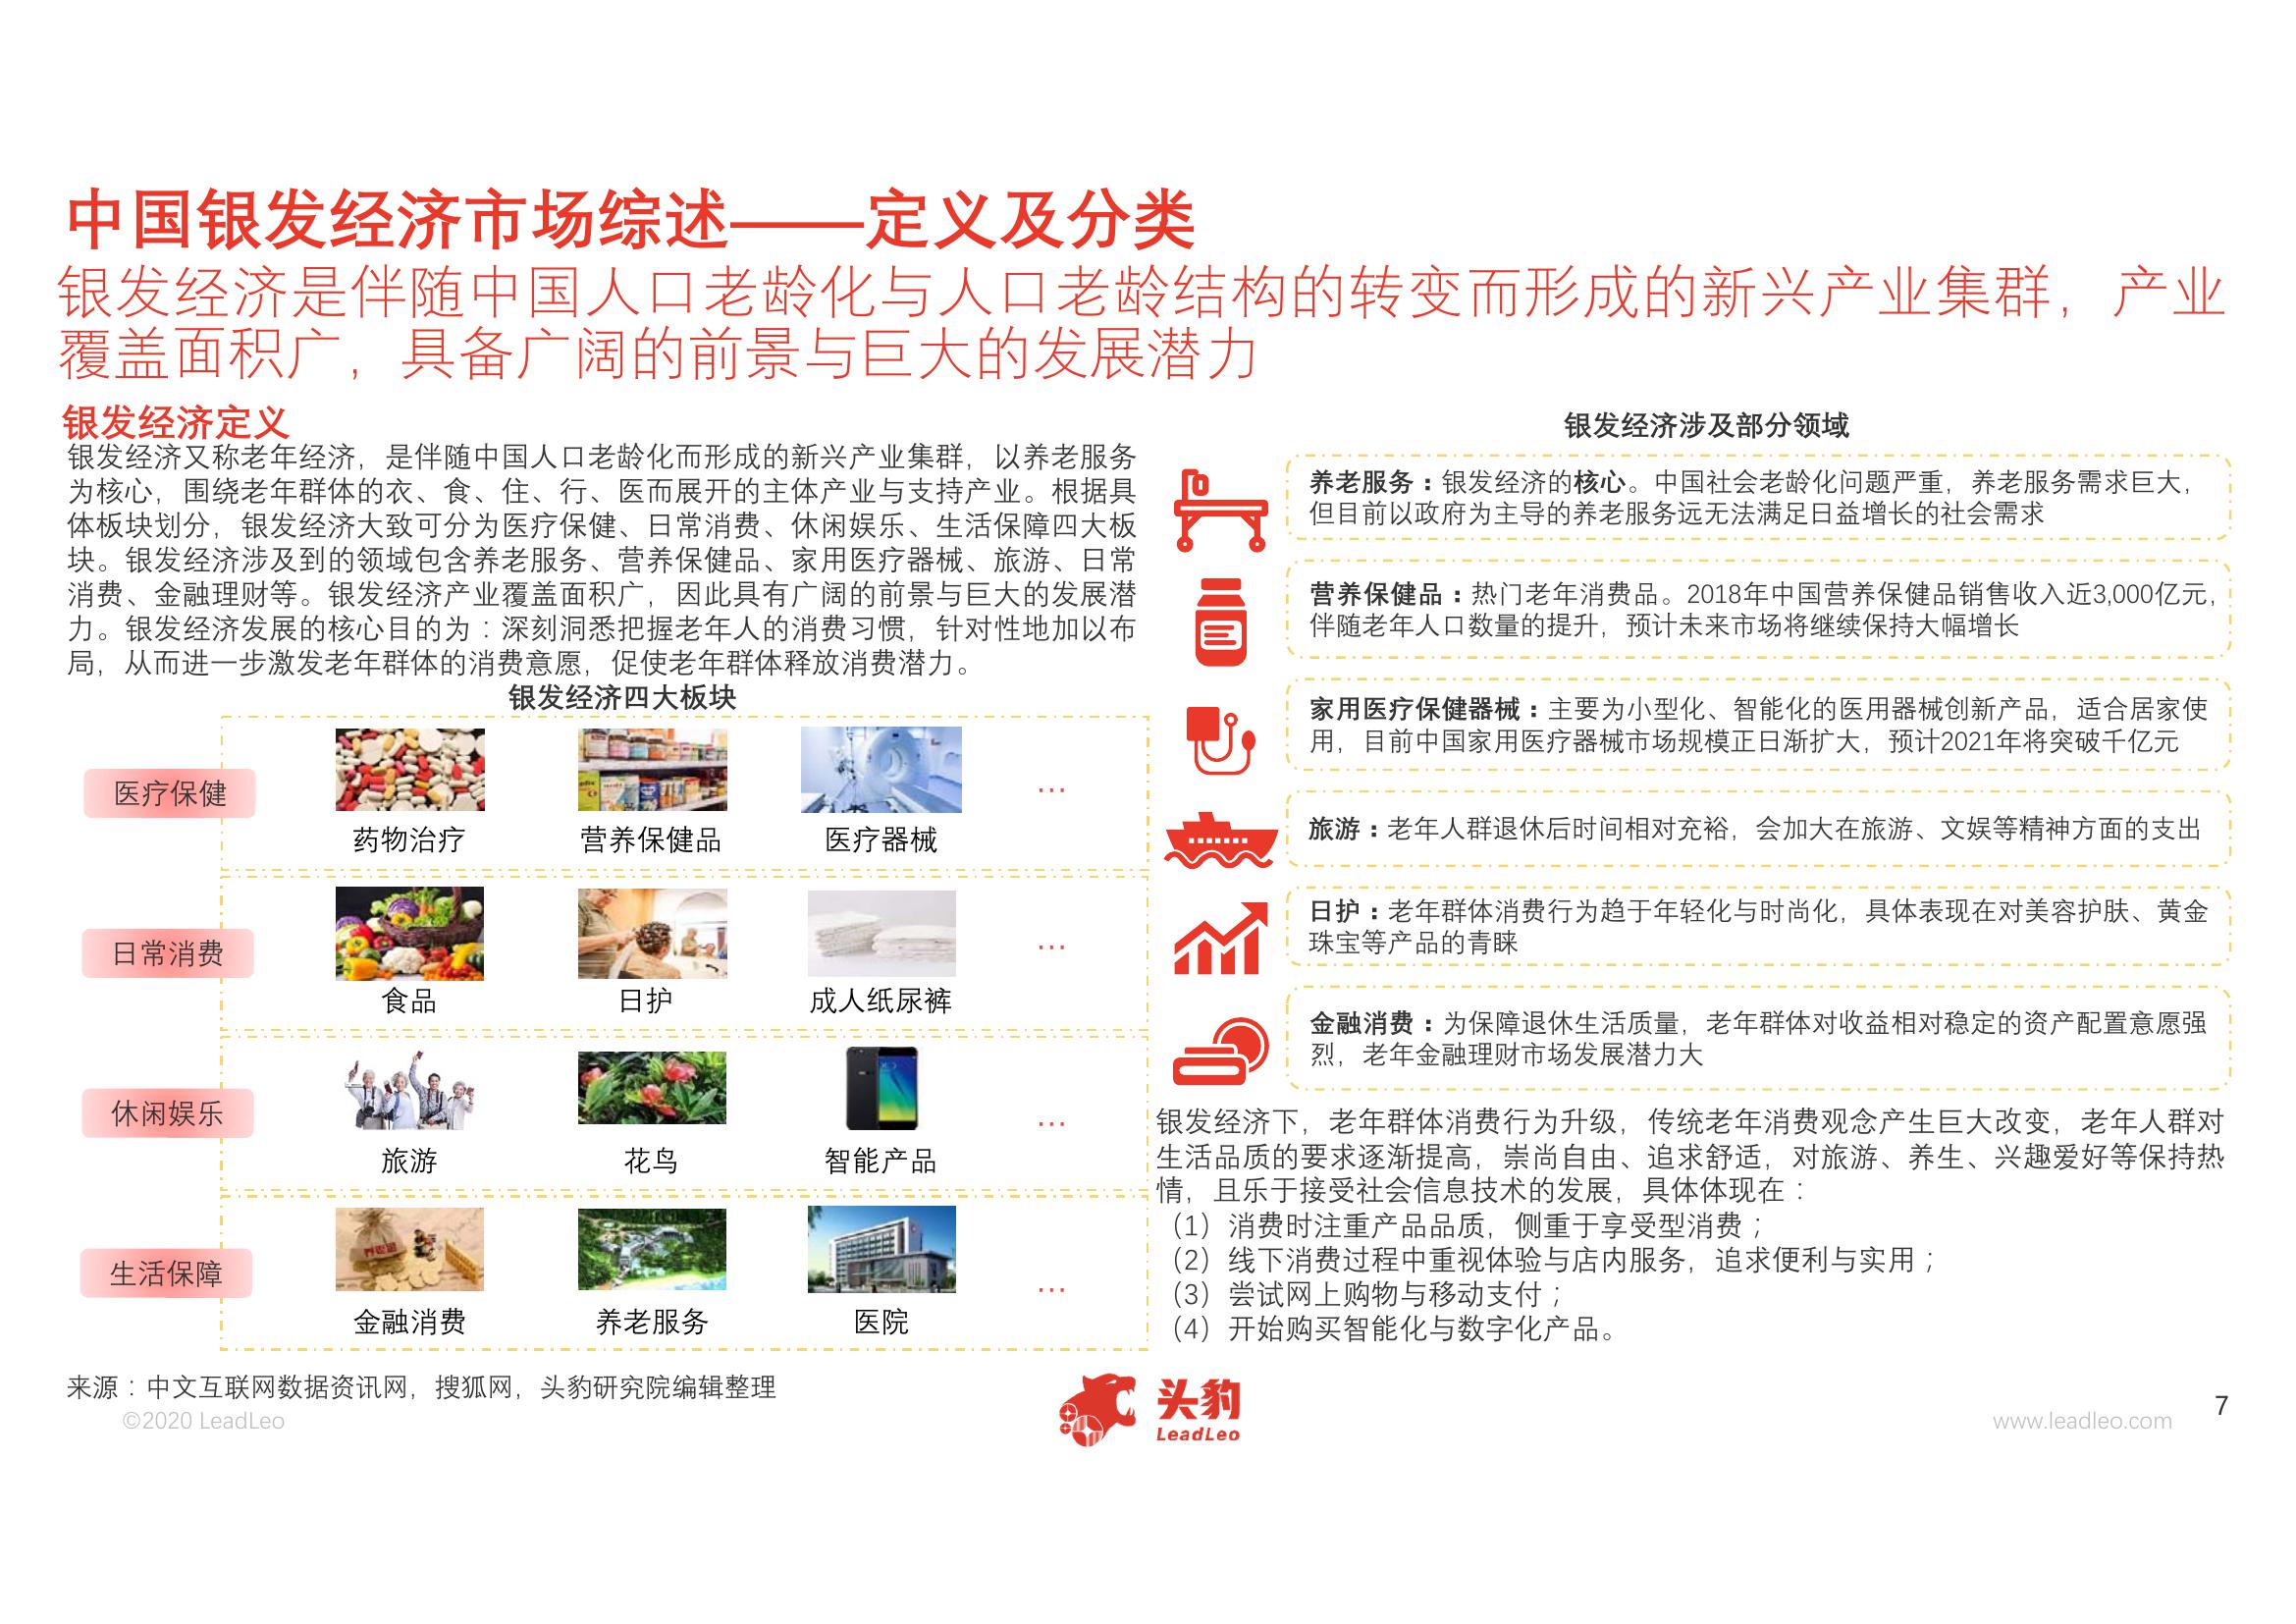 中国银发经济市场综述——定义及分类
银发经济是伴随中国人口老龄化与人口老龄结构的转变而形成的新兴产业集群，产业
覆盖面积广，具备广阔的前景与巨大的发展潜力
银发经济定义
银发经济又称老年经济，是伴随中国人口老龄化而形成的新兴产业集群，以养老服务
为核心，围绕老年群体的衣、食、住、行、医而展开的主体产业与支持产业。根据具
体板块划分，银发经济大致可分为医疗保健、日常消费、休闲娱乐、生活保障四大板
块。银发经济涉及到的领域包含养老服务、营养保健品、家用医疗器械、旅游、日常
消费、金融理财等。银发经济产业覆盖面积广，因此具有广阔的前景与巨大的发展潜
力。银发经济发展的核心目的为：深刻洞悉把握老年人的消费习惯，针对性地加以布
局，从而进一步激发老年群体的消费意愿，促使老年群体释放消费潜力。
银发经济四大板块
医疗保健
药物治疗
营养保健品
医疗器械
…
日常消费
食品
日护
成人纸尿裤
…
休闲娱乐
旅游
花鸟
智能产品
…
生活保障
金融消费
养老服务
医院
…
银发经济涉及部分领域
养老服务：银发经济的核心。中国社会老龄化问题严重，养老服务需求巨大，
但目前以政府为主导的养老服务远无法满足日益增长的社会需求
营养保健品：热门老年消费品。2018年中国营养保健品销售收入近3,000亿元，
伴随老年人口数量的提升，预计未来市场将继续保持大幅增长
家用医疗保健器械：主要为小型化、智能化的医用器械创新产品，适合居家使
用，目前中国家用医疗器械市场规模正日渐扩大，预计2021年将突破千亿元
旅游：老年人群退休后时间相对充裕，会加大在旅游、文娱等精神方面的支出
日护：老年群体消费行为趋于年轻化与时尚化，具体表现在对美容护肤、黄金
珠宝等产品的青睐
金融消费：为保障退休生活质量，老年群体对收益相对稳定的资产配置意愿强
烈，老年金融理财市场发展潜力大
银发经济下，老年群体消费行为升级，传统老年消费观念产生巨大改变，老年人群对
生活品质的要求逐渐提高，崇尚自由、追求舒适，对旅游、养生、兴趣爱好等保持热
情，且乐于接受社会信息技术的发展，具体体现在：
（1）消费时注重产品品质，侧重于享受型消费；
（2）线下消费过程中重视体验与店内服务，追求便利与实用；
（3）尝试网上购物与移动支付；
（4）开始购买智能化与数字化产品。
来源：中文互联网数据资讯网，搜狐网，头豹研究院编辑整理
©2020 LeadLeo
头豹
LeadLeo
www.leadleo.com
7